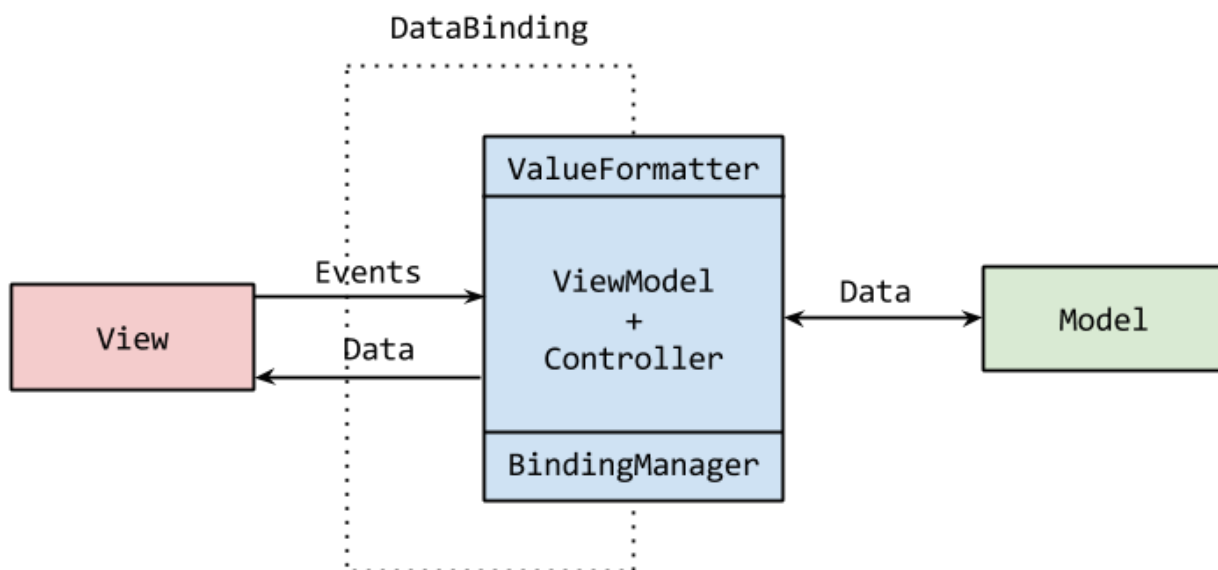 DataBinding
ValueFormatter
Events
ViewModel
+
Controller
Data
View
Data
Model
BindingManager